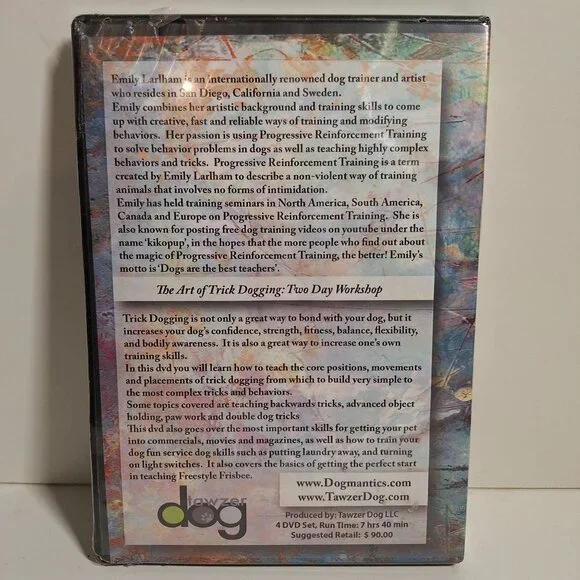 Emily Larlham is an internationally renowned dog trainer and artist
who resides in San Diego, California and Sweden.
Emily combines her artistic background and training skills to come
up with creative, fast and reliable ways of training and modifying
behaviors. Her passion is using Progressive Reinforcement Training
to solve behavior problems in dogs as well as teaching highly complex
behaviors and tricks. Progressive Reinforcement Training is a term
created by Emily Larlham to describe a non-violent way of training
animals that involves no forms of intimidation.
Emily has held training seminars in North America, South America,
Canada and Europe on Progressive Reinforcement Training. She is
also known for posting free dog training videos on youtube under the
name 'kikopup', in the hopes that the more people who find out about
the magic of Progressive Reinforcement Training, the better! Emily's
motto is 'Dogs are the best teachers'.
The Art of Trick Dogging: Two Day Workshop
Trick Dogging is not only a great way to bond with your dog, but it
increases your dog's confidence, strength, fitness, balance, flexibility,
and bodily awareness. It is also a great way to increase one's own
training skills.
In this dvd you will learn how to teach the core positions, movements
and placements of trick dogging from which to build very simple to
the most complex tricks and behaviors.
Some topics covered are teaching backwards tricks, advanced object
holding, paw work and double dog tricks
This dvd also goes over the most important skills for getting your pet
into commercials, movies and magazines, as well as how to train your
dog fun service dog skills such as putting laundry away, and turning
on light switches. It also covers the basics of getting the perfect start
in teaching Freestyle Frisbee.
www.Dogmantics.com
www.TawzerDog.com
tawzer
dog
Produced by: Tawzer Dog LLC
4 DVD Set, Run Time: 7 hrs 40 min
Suggested Retail: $ 90.00